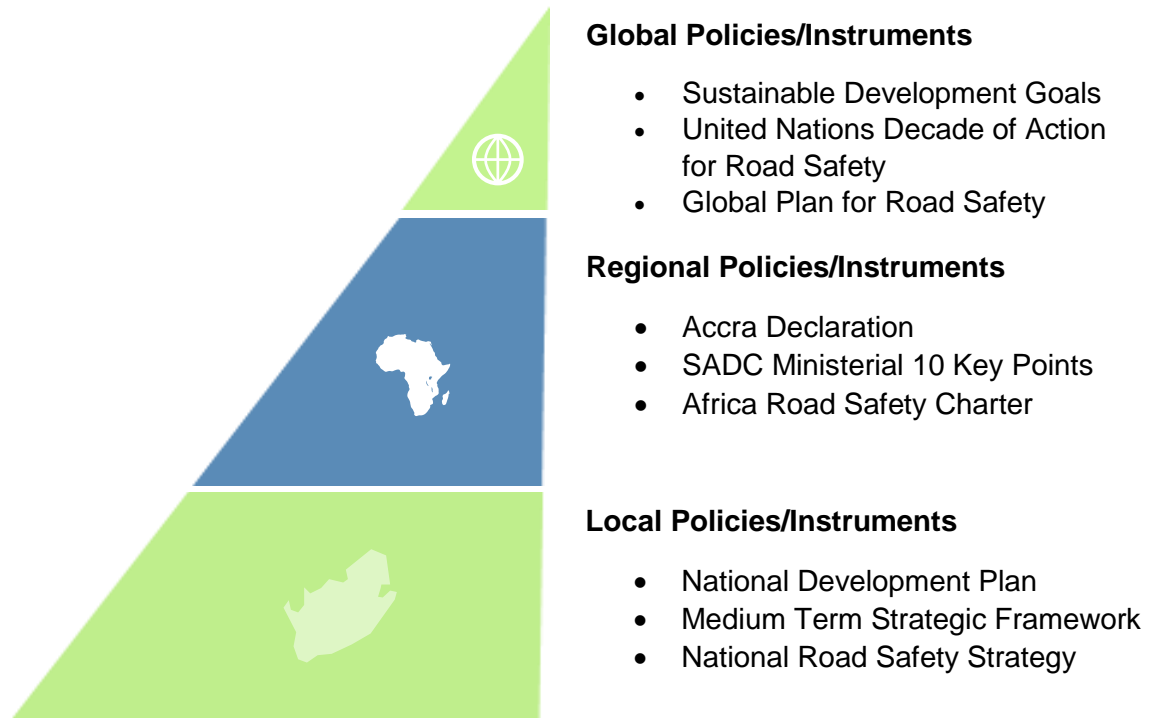 Global Policies/Instruments
• Sustainable Development Goals
• United Nations Decade of Action
for Road Safety
• Global Plan for Road Safety
Regional Policies/Instruments
• Accra Declaration
• SADC Ministerial 10 Key Points
• Africa Road Safety Charter
Local Policies/Instruments
• National Development Plan
• Medium Term Strategic Framework
• National Road Safety Strategy